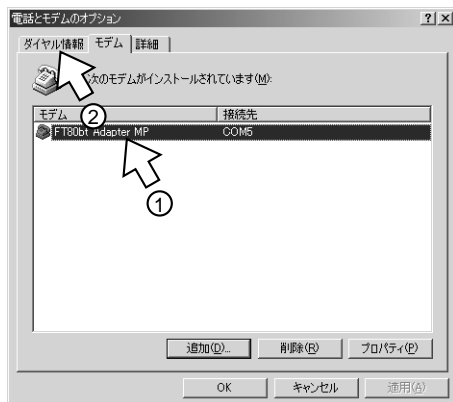 電話とモデムのオプション
ダイヤル情報 モデム 詳細
次のモデムがインストールされています(M):
モデム 接続先
② 
FT80bt Adapter MP COM5
①
追加(D)... 削除(R) プロパティ(P)
OK キャンセル 適用(A)